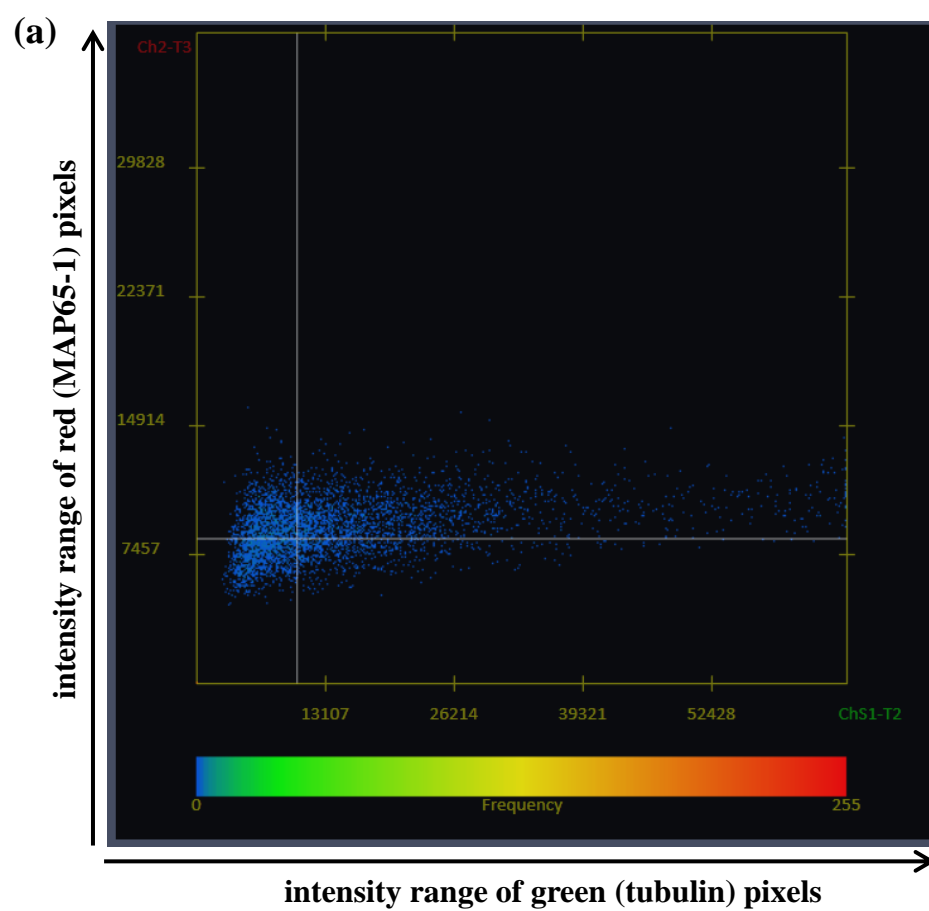 (a)
Ch2-T3
29828
22371
14914
7457
intensity range of red (MAP65-1) pixels
13107 26214 39321 52428 ChS1-T2
0 Frequency 255
intensity range of green (tubulin) pixels